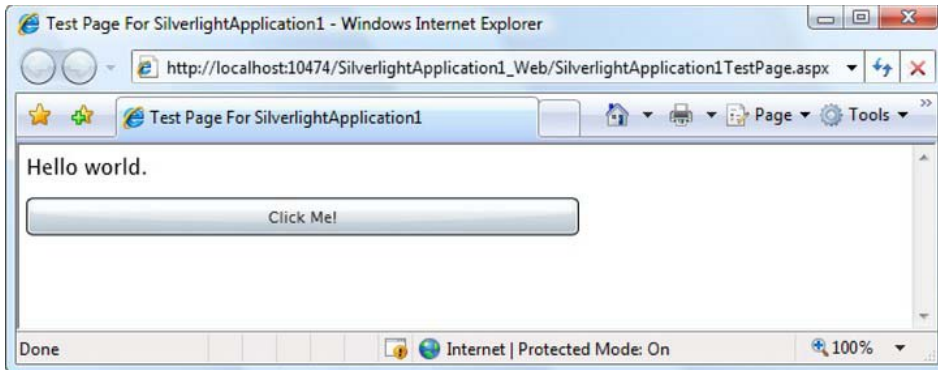 Test Page For SilverlightApplication1 - Windows Internet Explorer
http://localhost:10474/SilverlightApplication1_Web/SilverlightApplication1TestPage.aspx
Test Page For SilverlightApplication1
Page
Tools
Hello world.
Click Me!
Done
Internet | Protected Mode: On
100%